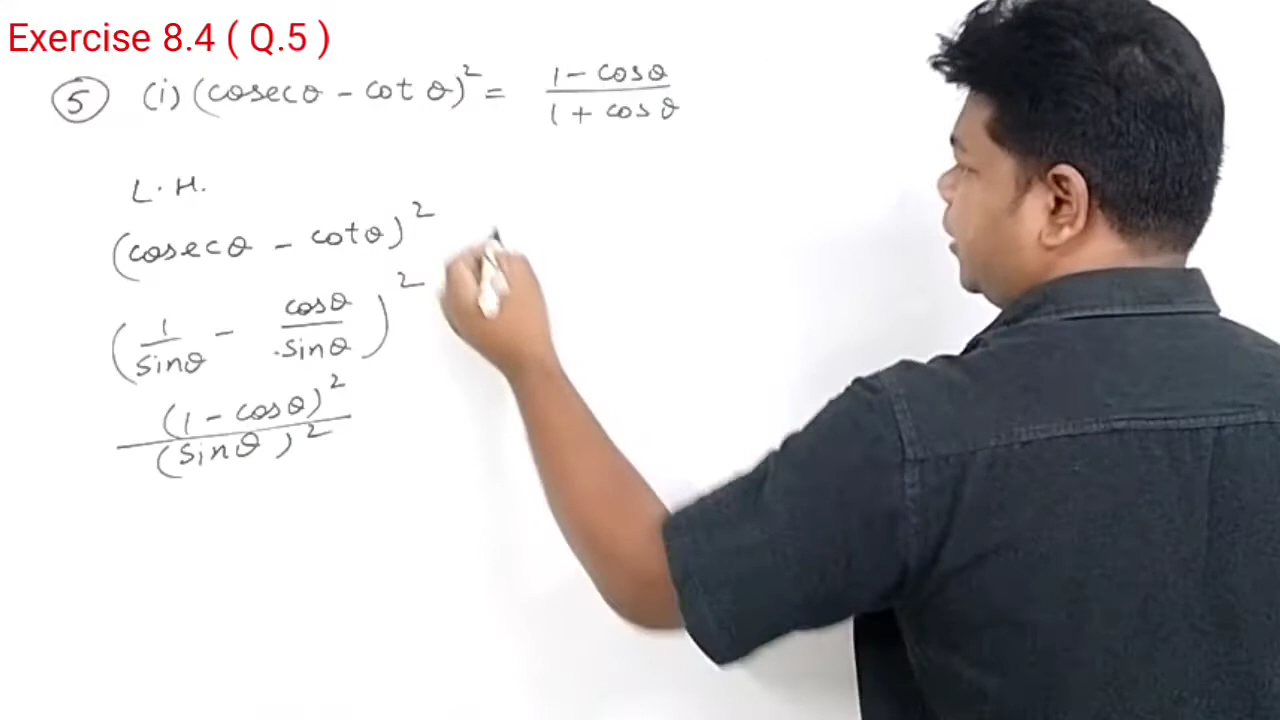 Exercise 8.4 ( Q.5 )
5 (i) (cosecθ - cot θ)² = (1 - cosθ)/(1 + cosθ)
L.H.
(cosecθ - cotθ)²
(1/sinθ - cosθ/sinθ)²
(1 - cosθ)²/(sinθ)²